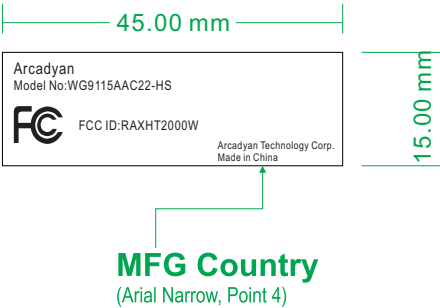 45.00 mm
Arcadyan
Model No:WG9115AAC22-HS
FC
FCC ID:RAXHT2000W
Arcadyan Technology Corp.
Made in China
15.00 mm
MFG Country
(Arial Narrow, Point 4)